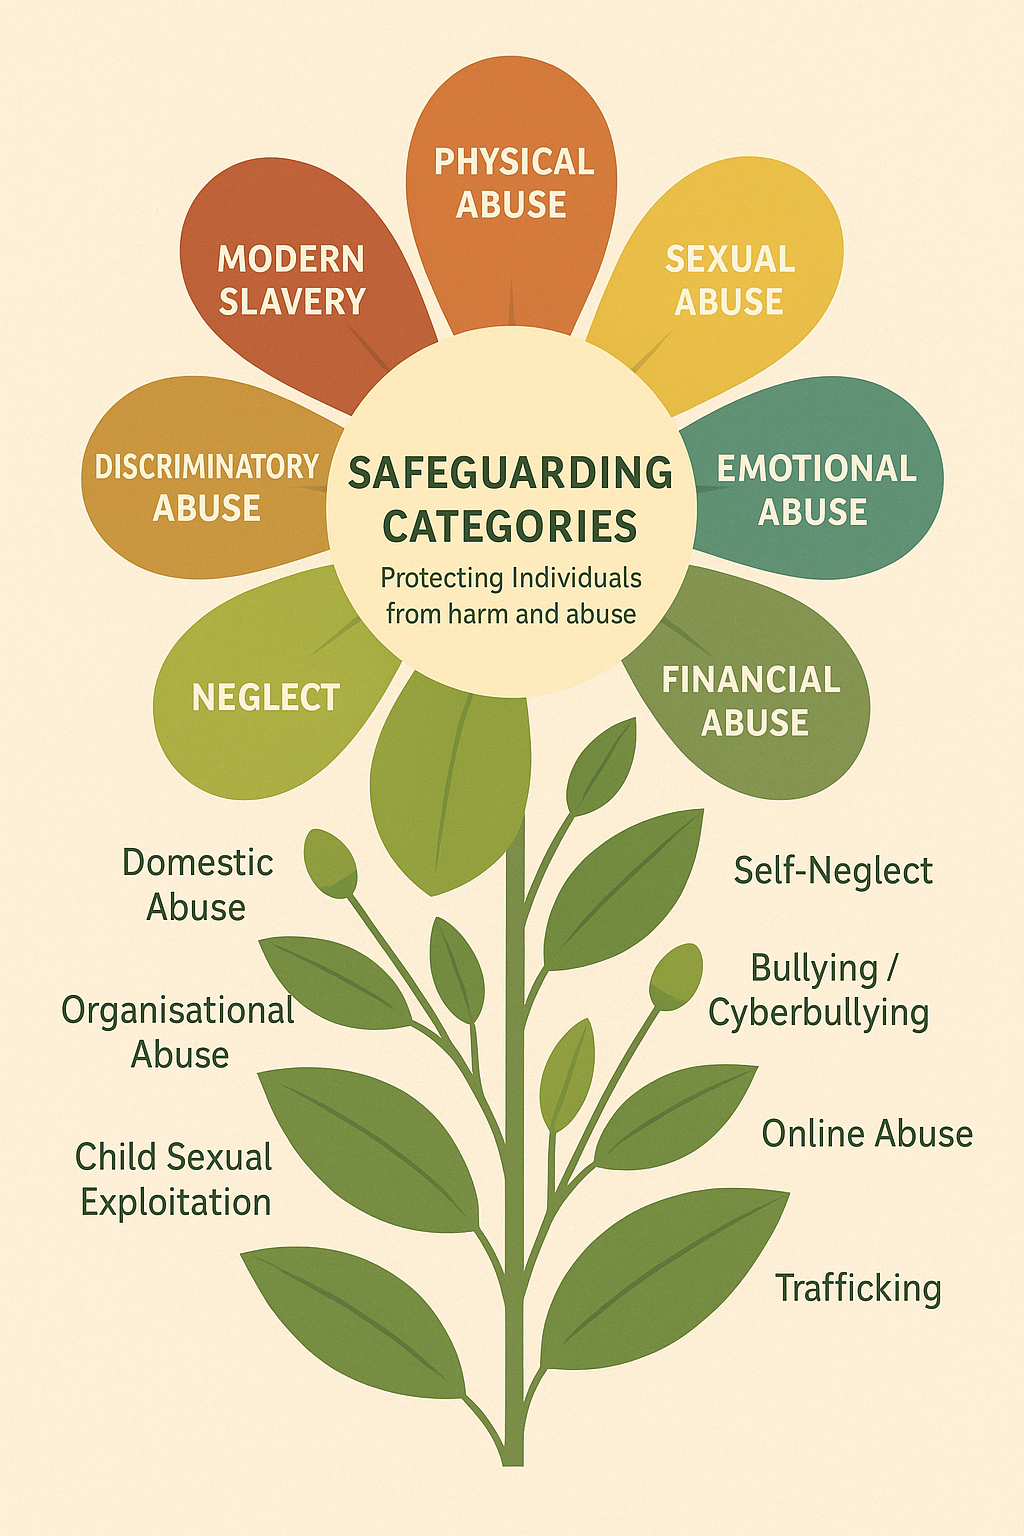 PHYSICAL
ABUSE
MODERN
SLAVERY
SEXUAL
ABUSE
DISCRIMINATORY
ABUSE
SAFEGUARDING
CATEGORIES
Protecting Individuals
from harm and abuse
EMOTIONAL
ABUSE
NEGLECT
FINANCIAL
ABUSE
Domestic
Abuse
Organisational
Abuse
Child Sexual
Exploitation
Self-Neglect
Bullying /
Cyberbullying
Online Abuse
Trafficking